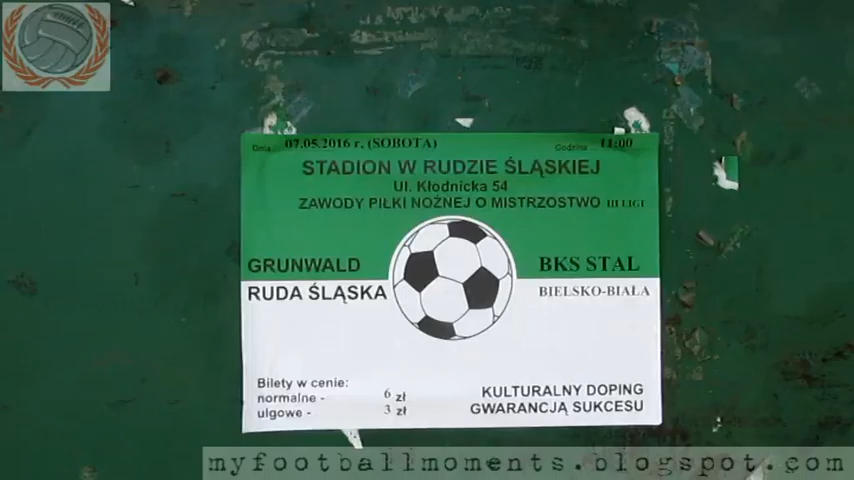 Dnia 07.05.2016 r, (SOBOTA) Godzina 11:00
STADION W RUDZIE ŚLĄSKIEJ
Ul. Kłodnicka 54
ZAWODY PIŁKI NOŻNEJ O MISTRZOSTWO III LIGI
GRUNWALD BKS STAL
RUDA ŚLĄSKA BIELSKO-BIAŁA
Bilety w cenie:
normalne - 6 zł
ulgowe - 3 zł
KULTURALNY DOPING
GWARANCJĄ SUKCESU
myfootballmoments.blogspot.com